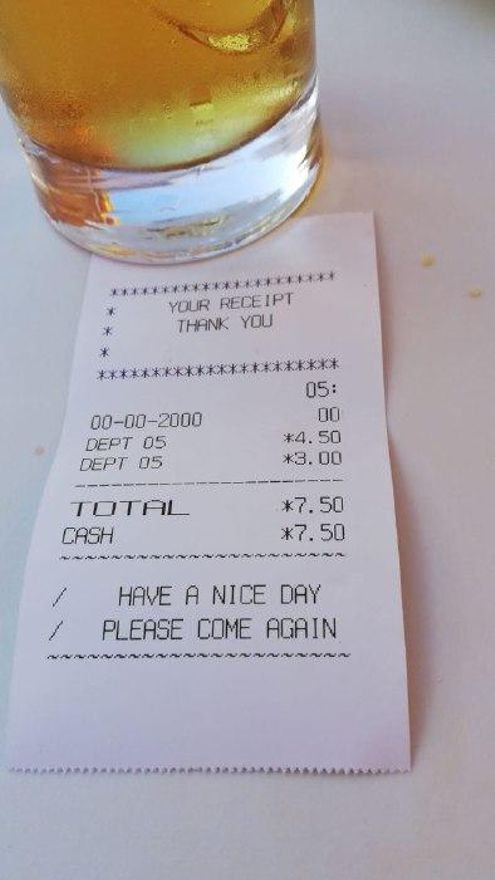 *********************
* YOUR RECEIPT
* THANK YOU
*
*********************
05:
00-00-2000 00
DEPT 05 *4.50
DEPT 05 *3.00
------------------------
TOTAL *7.50
CASH *7.50
~~~~~~~~~~~~~~~~~~~~~~~~
/ HAVE A NICE DAY
/ PLEASE COME AGAIN
~~~~~~~~~~~~~~~~~~~~~~~~